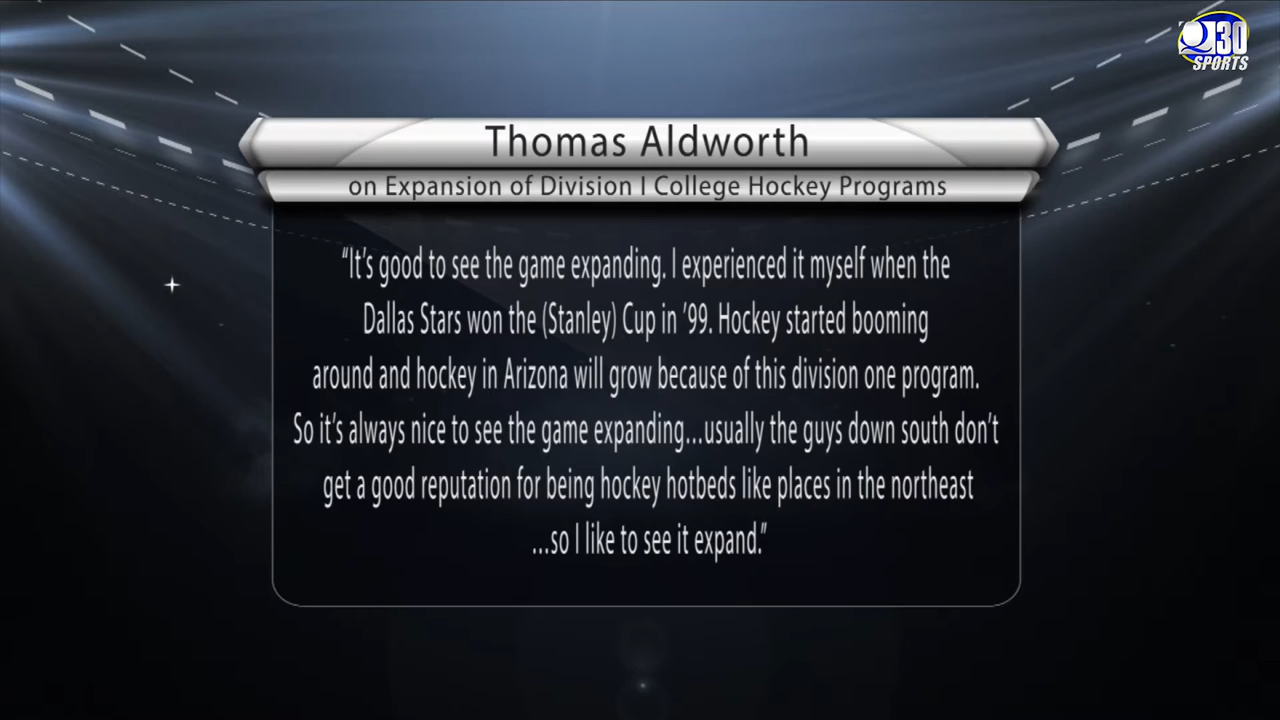 Q30
SPORTS
Thomas Aldworth
on Expansion of Division I College Hockey Programs
“It’s good to see the game expanding. I experienced it myself when the
Dallas Stars won the (Stanley) Cup in ’99. Hockey started booming
around and hockey in Arizona will grow because of this division one program.
So it’s always nice to see the game expanding...usually the guys down south don’t
get a good reputation for being hockey hotbeds like places in the northeast
...so I like to see it expand.”